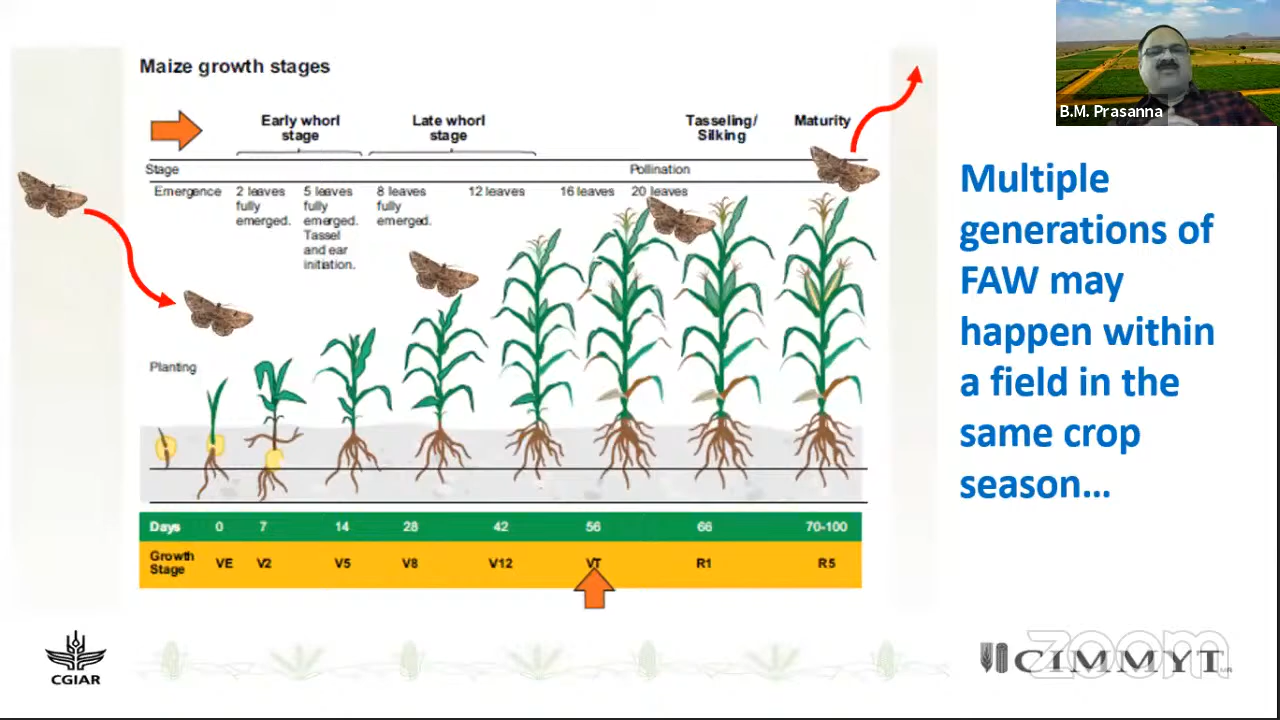 Maize growth stages
Early whorl
stage
Late whorl
stage
Tasseling/
Silking
Maturity
Stage
Pollination
Emergence
2 leaves
fully
emerged.
5 leaves
fully
emerged.
Tassel
and ear
initiation.
8 leaves
fully
emerged.
12 leaves
16 leaves
20 leaves
Planting
Days 0 7 14 28 42 56 66 70-100
Growth
Stage
VE V2 V5 V8 V12 VT R1 R5
B.M. Prasanna
Multiple
generations of
FAW may
happen within
a field in the
same crop
season...
CGIAR
CIMMYT
zoom